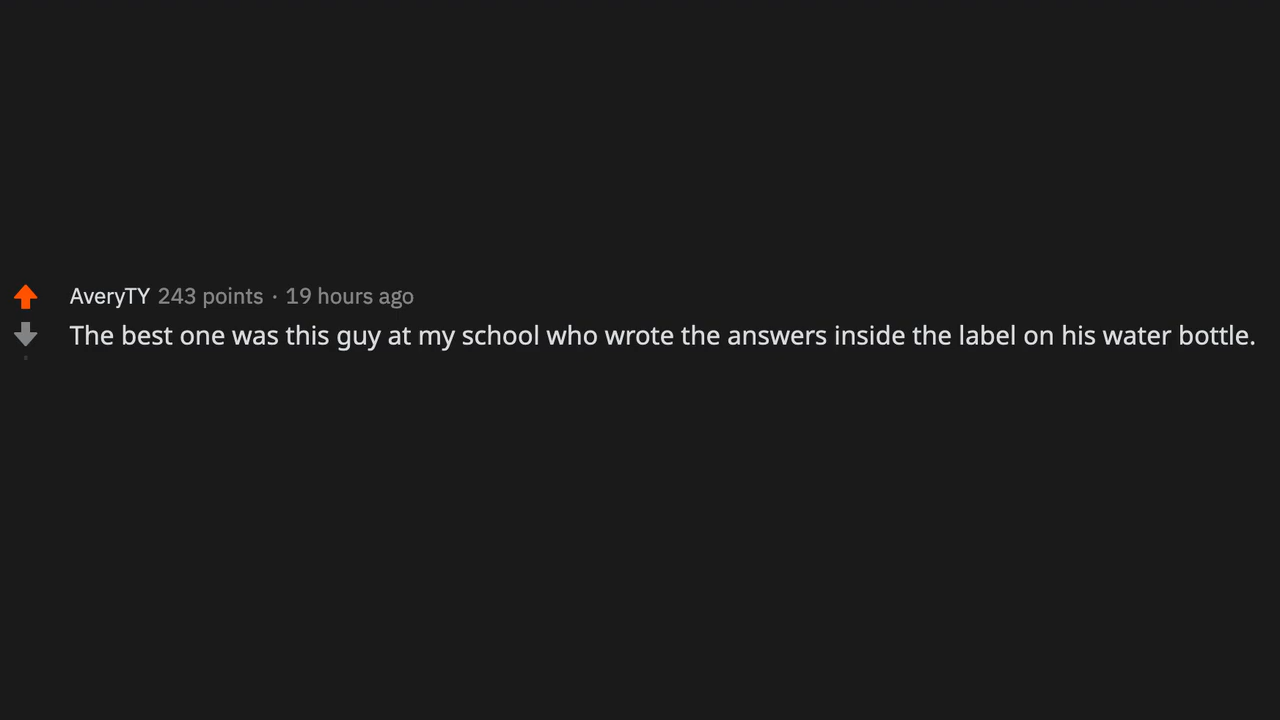 AveryTY 243 points · 19 hours ago
The best one was this guy at my school who wrote the answers inside the label on his water bottle.